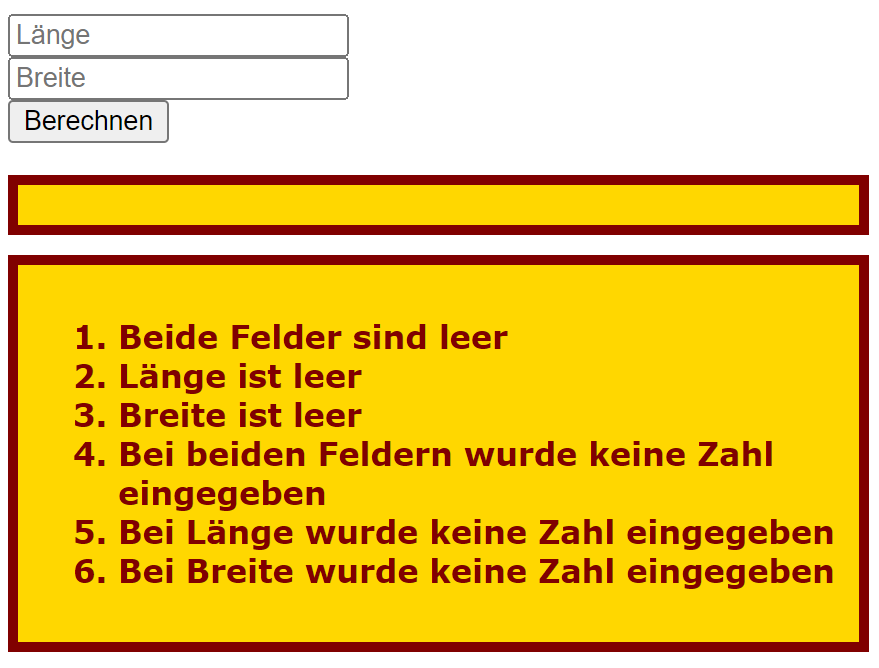 Länge
Breite
Berechnen
1. Beide Felder sind leer
2. Länge ist leer
3. Breite ist leer
4. Bei beiden Feldern wurde keine Zahl
eingegeben
5. Bei Länge wurde keine Zahl eingegeben
6. Bei Breite wurde keine Zahl eingegeben